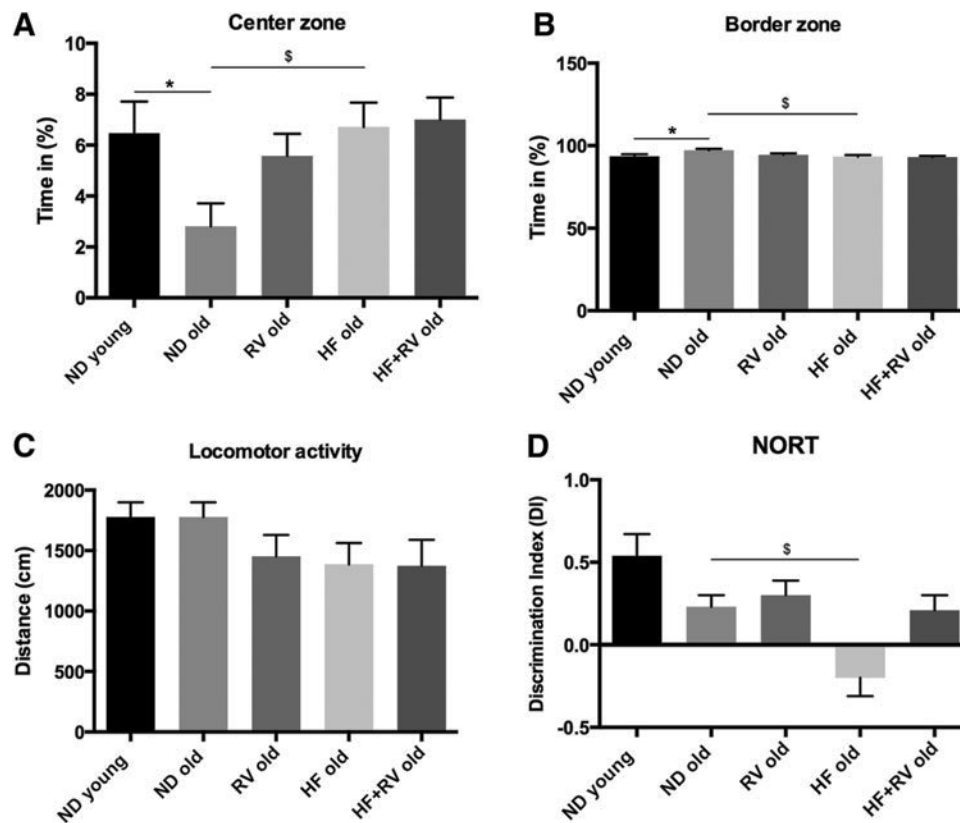 A
Center zone
Time in (%)
10
8
6
4
2
0
*
$
ND young
ND old
RV old
HF old
HF+RV old
B
Border zone
Time in (%)
150
100
50
0
*
$
ND young
ND old
RV old
HF old
HF+RV old
C
Locomotor activity
Distance (cm)
2000
1500
1000
500
0
ND young
ND old
RV old
HF old
HF+RV old
D
NORT
Discrimination Index (DI)
1.0
0.5
0.0
-0.5
$
ND young
ND old
RV old
HF old
HF+RV old